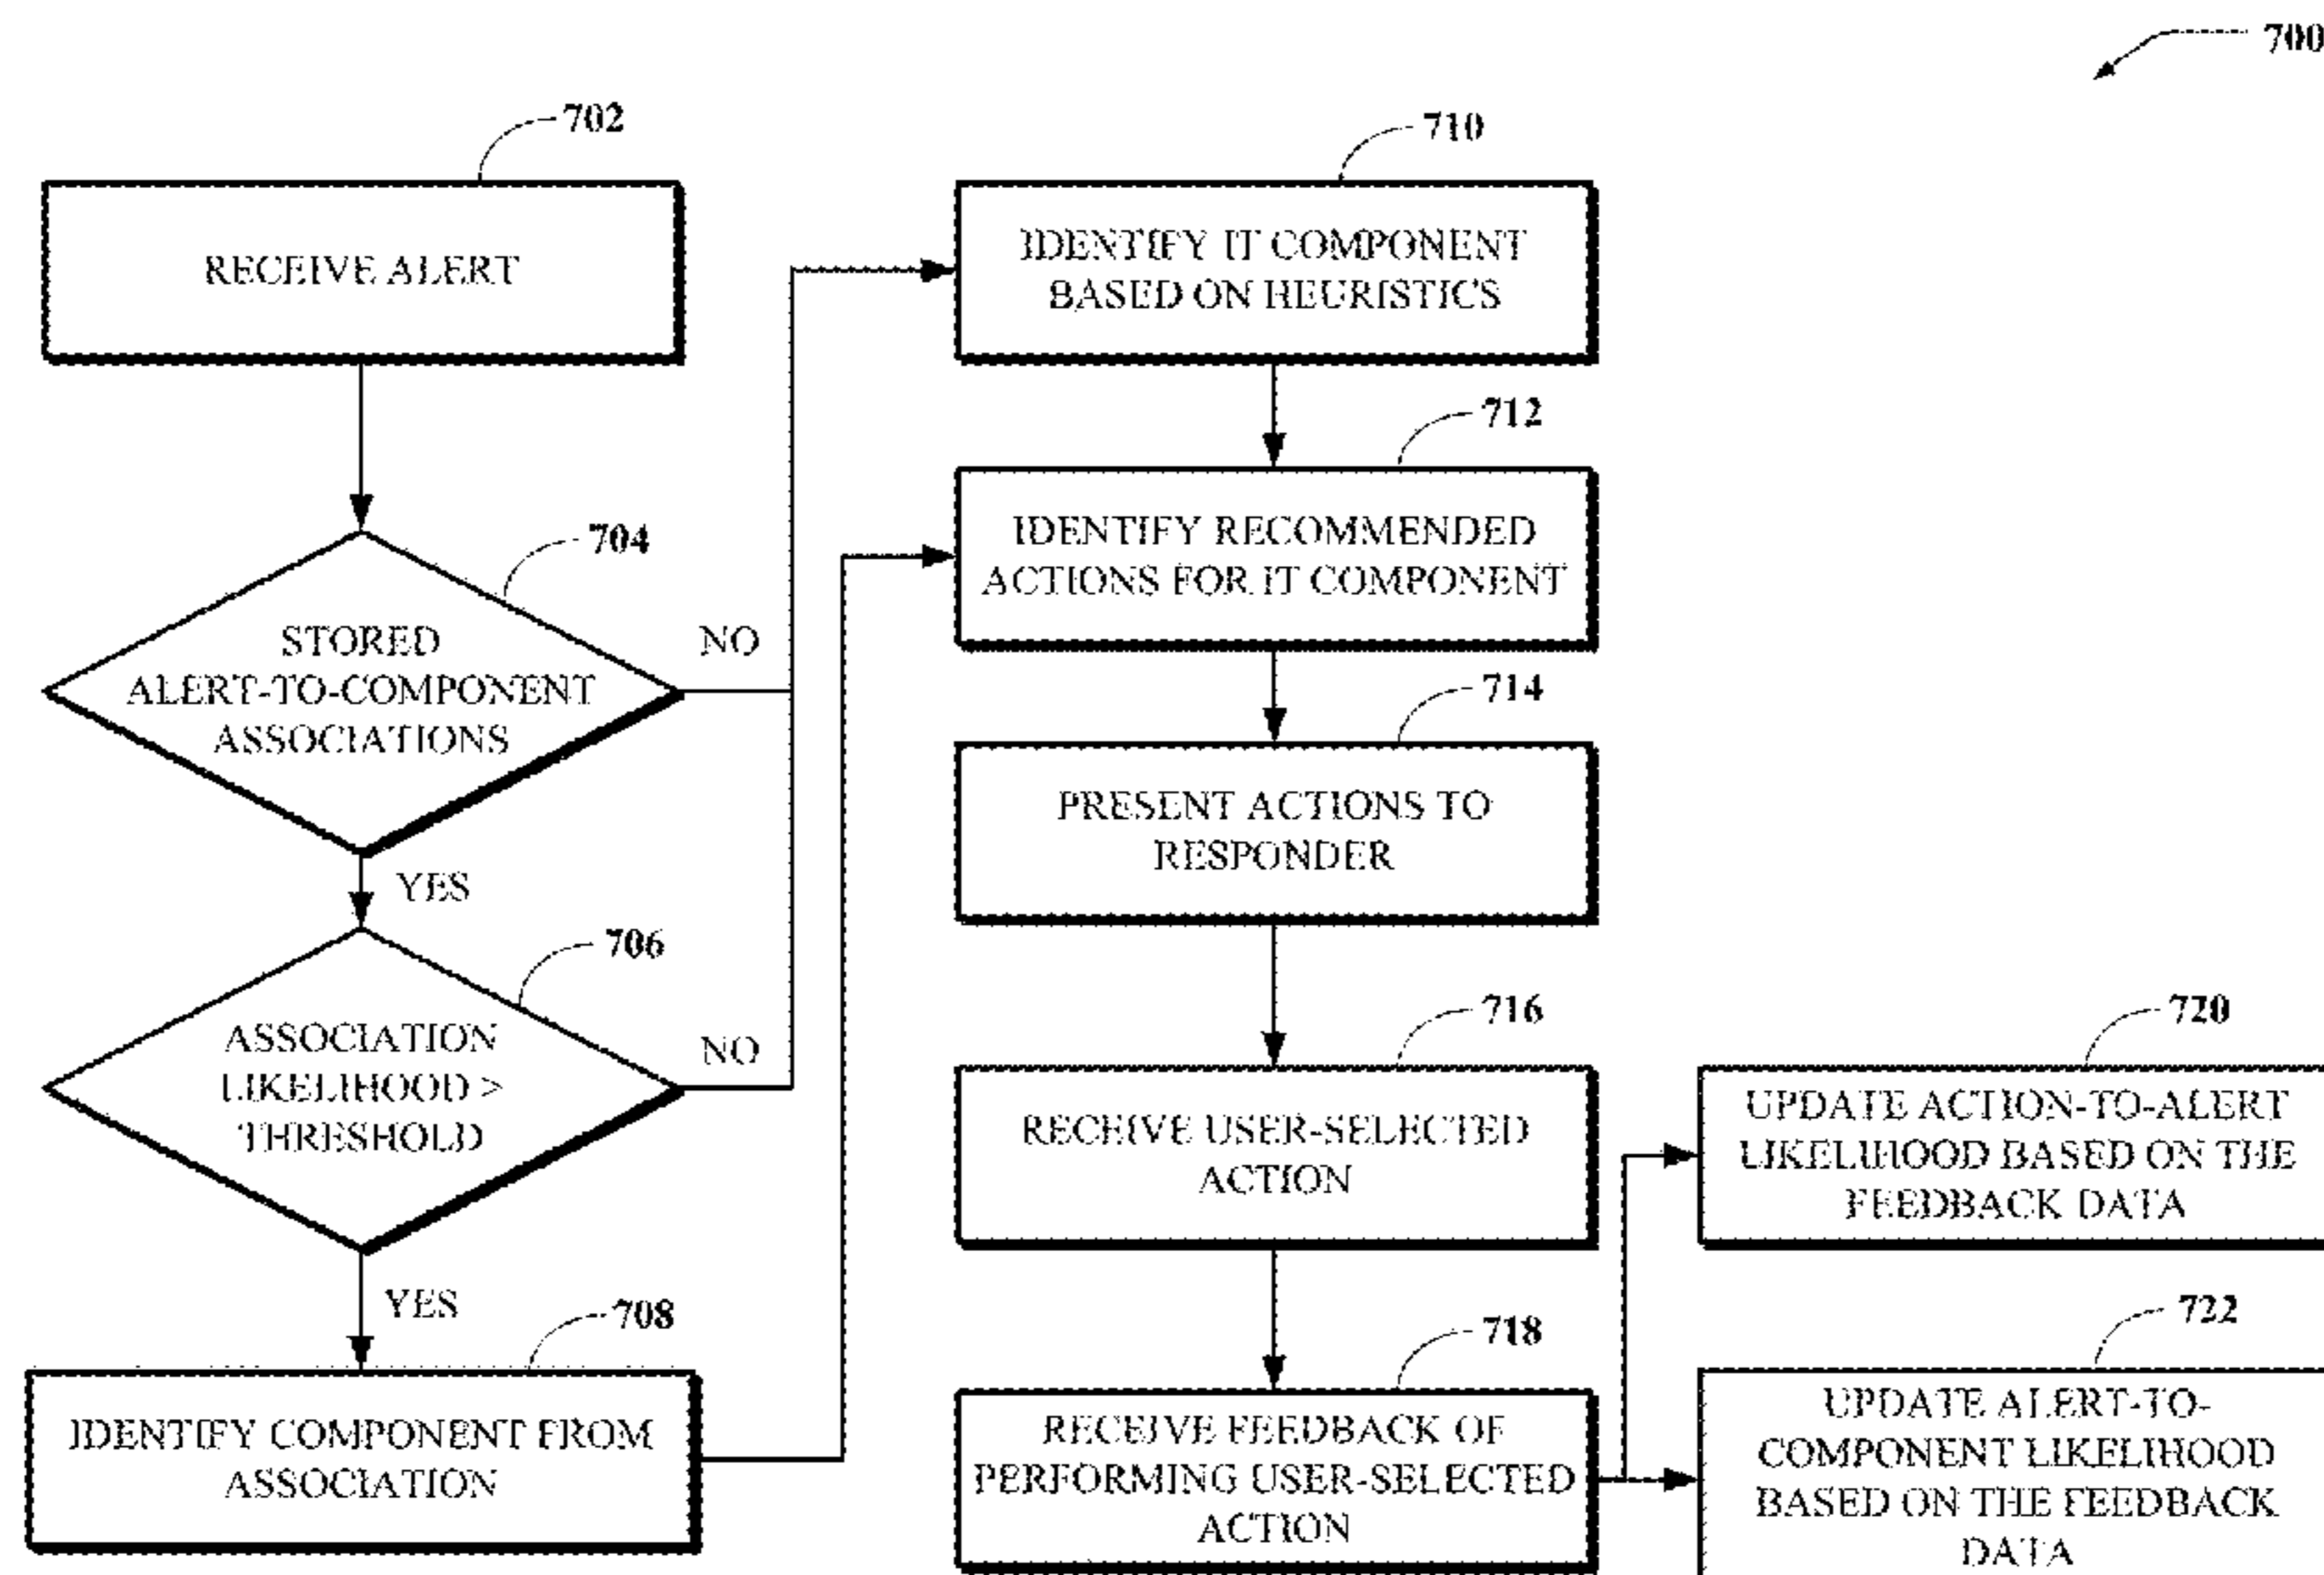 700
702
RECEIVE ALERT
704
STORED
ALERT-TO-COMPONENT
ASSOCIATIONS
NO
YES
706
ASSOCIATION
LIKELIHOOD >
THRESHOLD
NO
YES
708
IDENTIFY COMPONENT FROM
ASSOCIATION
710
IDENTIFY IT COMPONENT
BASED ON HEURISTICS
712
IDENTIFY RECOMMENDED
ACTIONS FOR IT COMPONENT
714
PRESENT ACTIONS TO
RESPONDER
716
RECEIVE USER-SELECTED
ACTION
718
RECEIVE FEEDBACK OF
PERFORMING USER-SELECTED
ACTION
720
UPDATE ACTION-TO-ALERT
LIKELIHOOD BASED ON THE
FEEDBACK DATA
722
UPDATE ALERT-TO-
COMPONENT LIKELIHOOD
BASED ON THE FEEDBACK
DATA